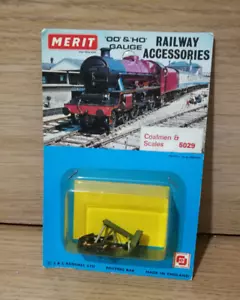 MERIT
'OO' & 'HO'
GAUGE
RAILWAY
ACCESSORIES
Coalmen &
Scales 5029
MADE IN ENGLAND